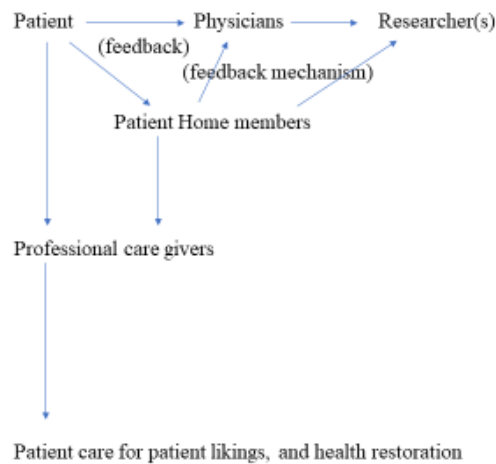 Patient Physicians Researcher(s)
(feedback)
(feedback mechanism)
Patient Home members
Professional care givers
Patient care for patient likings, and health restoration